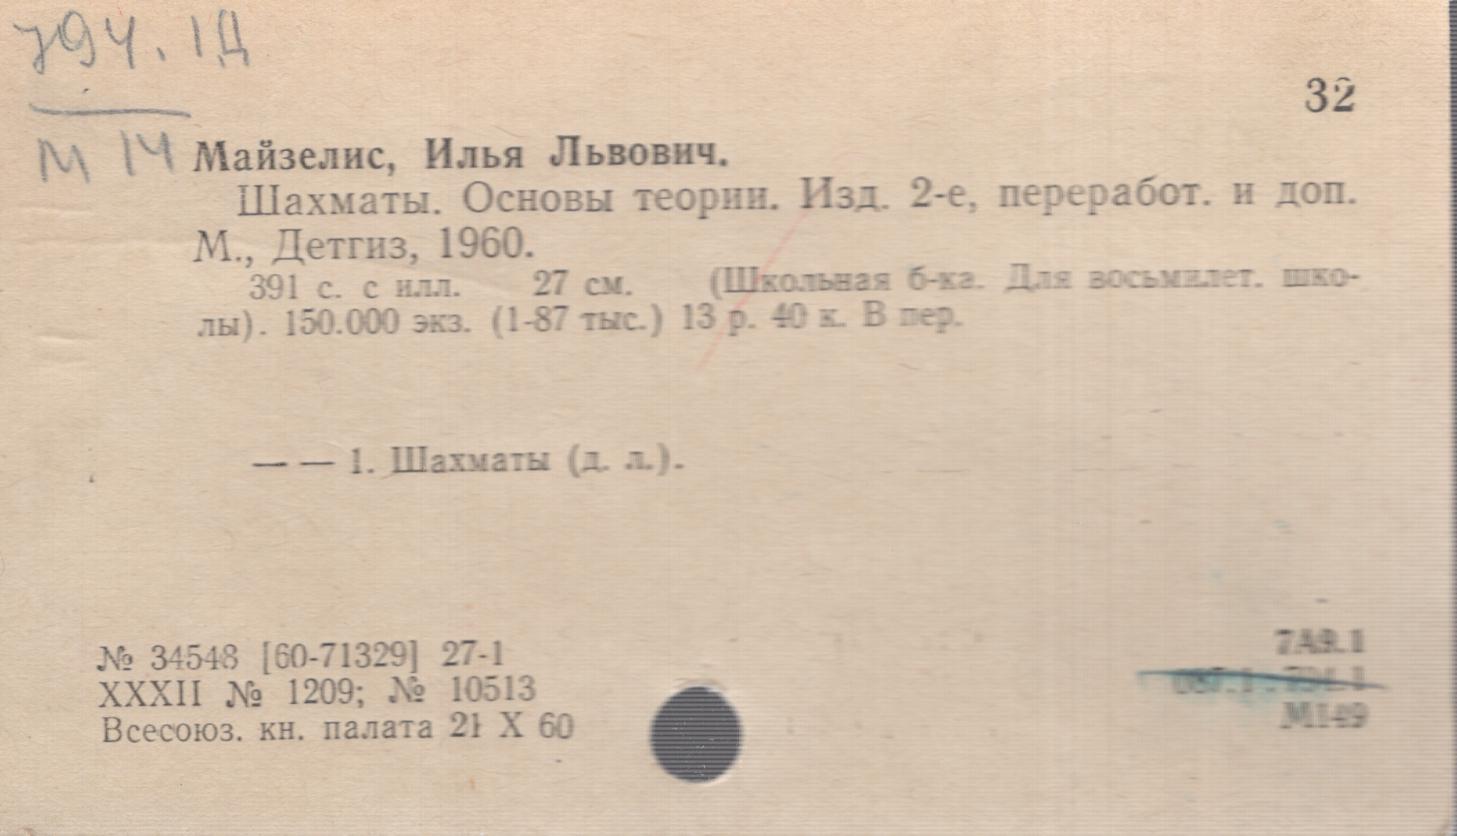 794.1Д
32
М 14
Майзелис, Илья Львович.
Шахматы. Основы теории. Изд. 2-е, переработ. и доп.
М., Детгиз, 1960.
391 с. с илл. 27 см. (Школьная б-ка. Для восьмилет. шко-
лы). 150.000 экз. (1-87 тыс.) 13 р. 40 к. В пер.
— — 1. Шахматы (д. л.).
№ 34548 [60-71329] 27-1
XXXII № 1209; № 10513
Всесоюз. кн. палата 21 X 60
7А9.1
М149